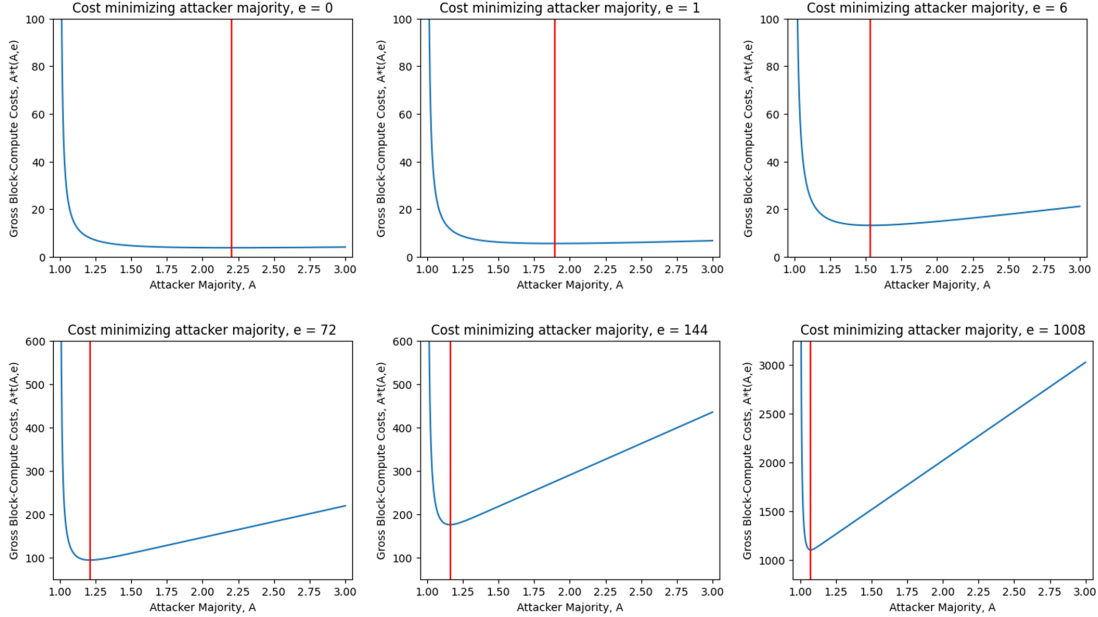 Cost minimizing attacker majority, e = 0
Gross Block-Compute Costs, A*t(A,e)
100
80
60
40
20
0
1.00 1.25 1.50 1.75 2.00 2.25 2.50 2.75 3.00
Attacker Majority, A
Cost minimizing attacker majority, e = 1
Gross Block-Compute Costs, A*t(A,e)
100
80
60
40
20
0
1.00 1.25 1.50 1.75 2.00 2.25 2.50 2.75 3.00
Attacker Majority, A
Cost minimizing attacker majority, e = 6
Gross Block-Compute Costs, A*t(A,e)
100
80
60
40
20
0
1.00 1.25 1.50 1.75 2.00 2.25 2.50 2.75 3.00
Attacker Majority, A
Cost minimizing attacker majority, e = 72
Gross Block-Compute Costs, A*t(A,e)
600
500
400
300
200
100
1.00 1.25 1.50 1.75 2.00 2.25 2.50 2.75 3.00
Attacker Majority, A
Cost minimizing attacker majority, e = 144
Gross Block-Compute Costs, A*t(A,e)
600
500
400
300
200
100
1.00 1.25 1.50 1.75 2.00 2.25 2.50 2.75 3.00
Attacker Majority, A
Cost minimizing attacker majority, e = 1008
Gross Block-Compute Costs, A*t(A,e)
3000
2500
2000
1500
1000
1.00 1.25 1.50 1.75 2.00 2.25 2.50 2.75 3.00
Attacker Majority, A